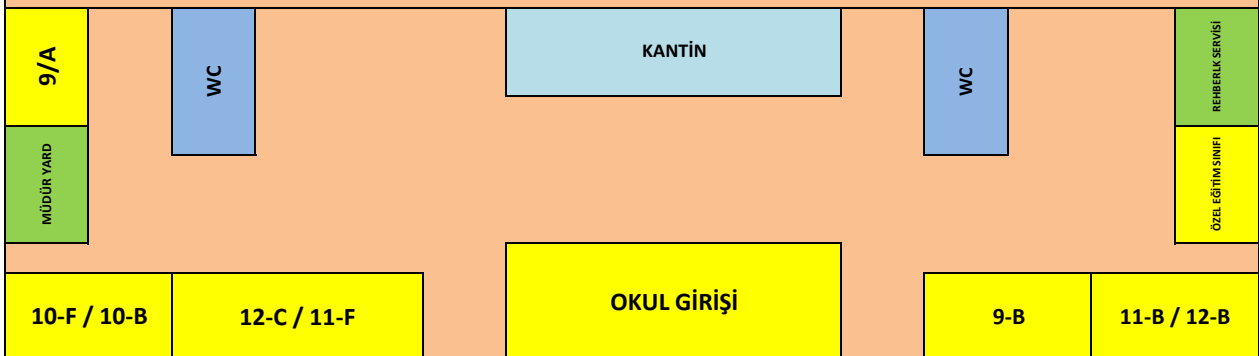 9/A
WC
KANTİN
WC
REHBERLK SERVİSİ
MÜDÜR YARD
ÖZEL EĞİTİM SINIFI
10-F / 10-B
12-C / 11-F
OKUL GİRİŞİ
9-B
11-B / 12-B